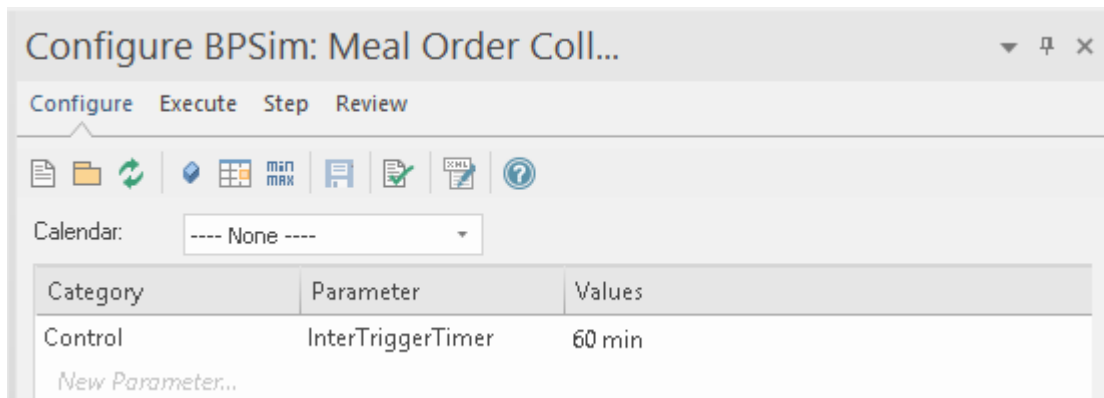 Configure BPSim: Meal Order Coll...
Configure Execute Step Review
min
max
XML
Calendar: ---- None ----
Category Parameter Values
Control InterTriggerTimer 60 min
New Parameter...